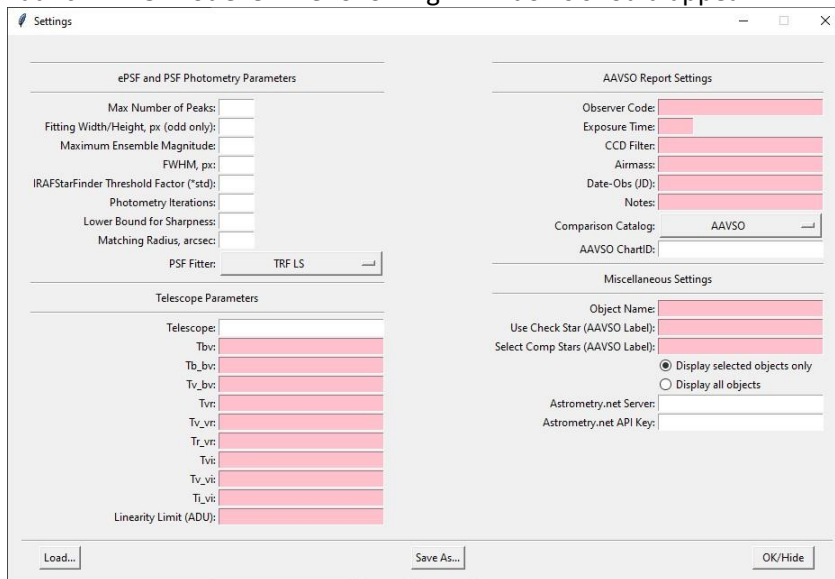 Settings
ePSF and PSF Photometry Parameters
Max Number of Peaks:
Fitting Width/Height, px (odd only):
Maximum Ensemble Magnitude:
FWHM, px:
IRAFStarFinder Threshold Factor (*std):
Photometry Iterations:
Lower Bound for Sharpness:
Matching Radius, arcsec:
PSF Fitter: TRF LS
Telescope Parameters
Telescope:
Tbv:
Tb_bv:
Tv_bv:
Tvr:
Tv_vr:
Tr_vr:
Tvi:
Tv_vi:
Ti_vi:
Linearity Limit (ADU):
AAVSO Report Settings
Observer Code:
Exposure Time:
CCD Filter:
Airmass:
Date-Obs (JD):
Notes:
Comparison Catalog: AAVSO
AAVSO ChartID:
Miscellaneous Settings
Object Name:
Use Check Star (AAVSO Label):
Select Comp Stars (AAVSO Label):
Display selected objects only
Display all objects
Astrometry.net Server:
Astrometry.net API Key:
Load... Save As... OK/Hide